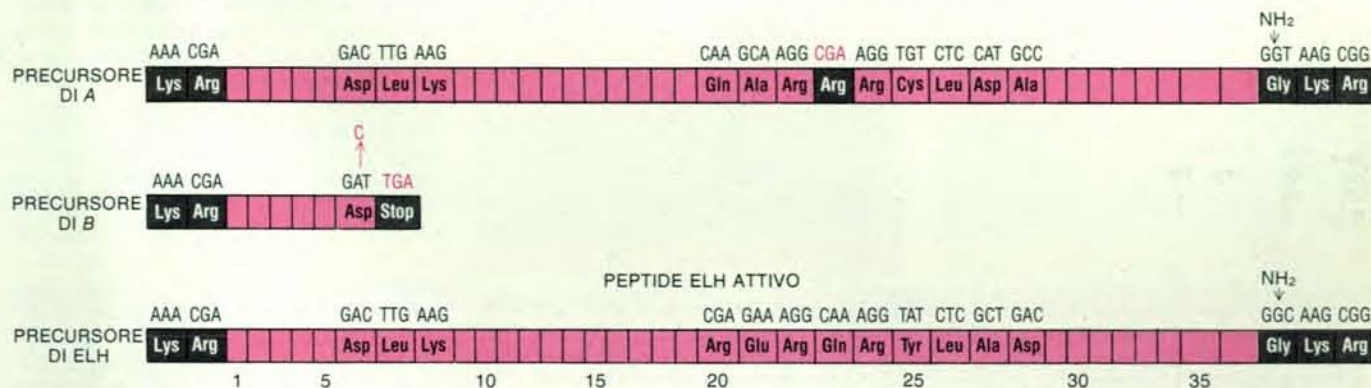 NH₂
AAA CGA GAC TTG AAG CAA GCA AGG CGA AGG TGT CTC CAT GCC GGT AAG CGG
PRECURSORE DI A
Lys Arg Asp Leu Lys Gln Ala Arg Arg Arg Cys Leu Asp Ala Gly Lys Arg
C
AAA CGA GAT TGA
PRECURSORE DI B
Lys Arg Asp Stop
PEPTIDE ELH ATTIVO
NH₂
AAA CGA GAC TTG AAG CGA GAA AGG CAA AGG TAT CTC GCT GAC GGC AAG CGG
PRECURSORE DI ELH
Lys Arg Asp Leu Lys Arg Glu Arg Gln Arg Tyr Leu Ala Asp Gly Lys Arg
1 5 10 15 20 25 30 35